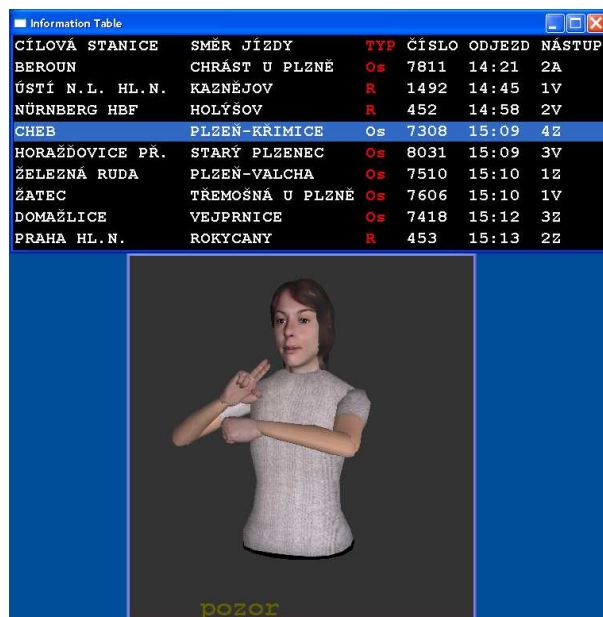 Information Table
CÍLOVÁ STANICE SMĚR JÍZDY TYP ČÍSLO ODJEZD NÁSTUP
BEROUN CHRÁST U PLZNĚ Os 7811 14:21 2A
ÚSTÍ N.L. HL.N. KAZNĚJOV R 1492 14:45 1V
NÜRNBERG HBF HOLÝŠOV R 452 14:58 2V
CHEB PLZEŇ-KŘIMICE Os 7308 15:09 4Z
HORAŽĎOVICE PŘ. STARÝ PLZENEC Os 8031 15:09 3V
ŽELEZNÁ RUDA PLZEŇ-VALCHA Os 7510 15:10 1Z
ŽATEC TŘEMOŠNÁ U PLZNĚ Os 7606 15:10 1V
DOMAŽLICE VEJPRNICE Os 7418 15:12 3Z
PRAHA HL.N. ROKYCANY R 453 15:13 2Z
pozor